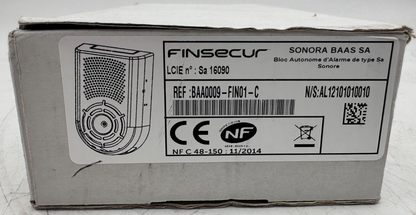 FINSECUR
SONORA BAAS SA
Bloc Autonome d'Alarme de type Sa
Sonore
LCIE n° : Sa 16090
REF :BAA0009-FIN01-C
N/S:AL12101010010
CE
NF
NF C 48-150 : 11/2014